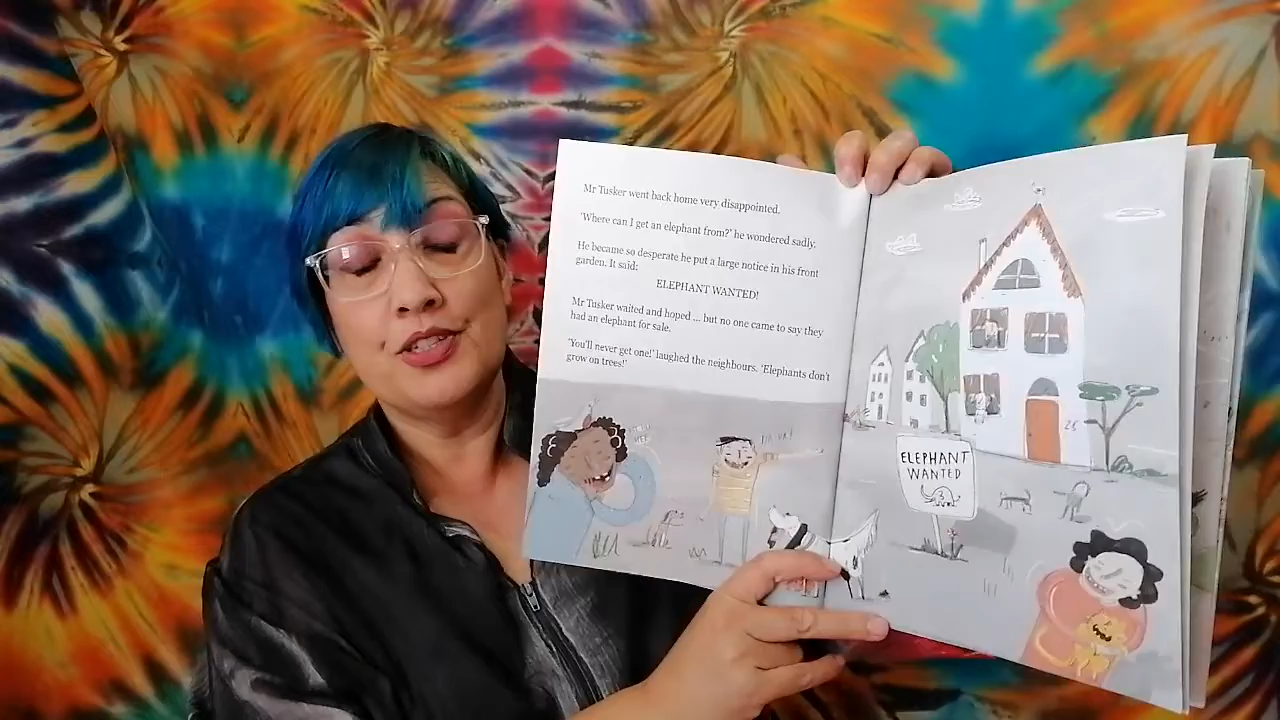 Mr Tusker went back home very disappointed.
'Where can I get an elephant from?' he wondered sadly.
He became so desperate he put a large notice in his front
garden. It said:
ELEPHANT WANTED!
Mr Tusker waited and hoped ... but no one came to say they
had an elephant for sale.
'You'll never get one!' laughed the neighbours. 'Elephants don't
grow on trees!'
HA HA!
ELEPHANT
WANTED